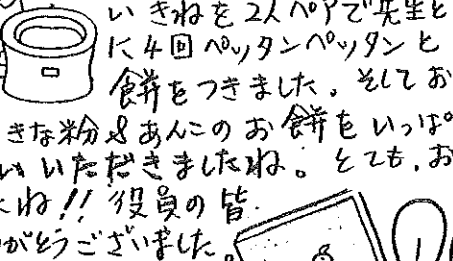 い きねを2人ペアで先生と
に4回ペッタンペッタンと
餅をつきました。そしてお
きな粉&あんこのお餅をいっぱ
い いただきましたね。とても、お
たね!! 役員の皆
がとうございました。